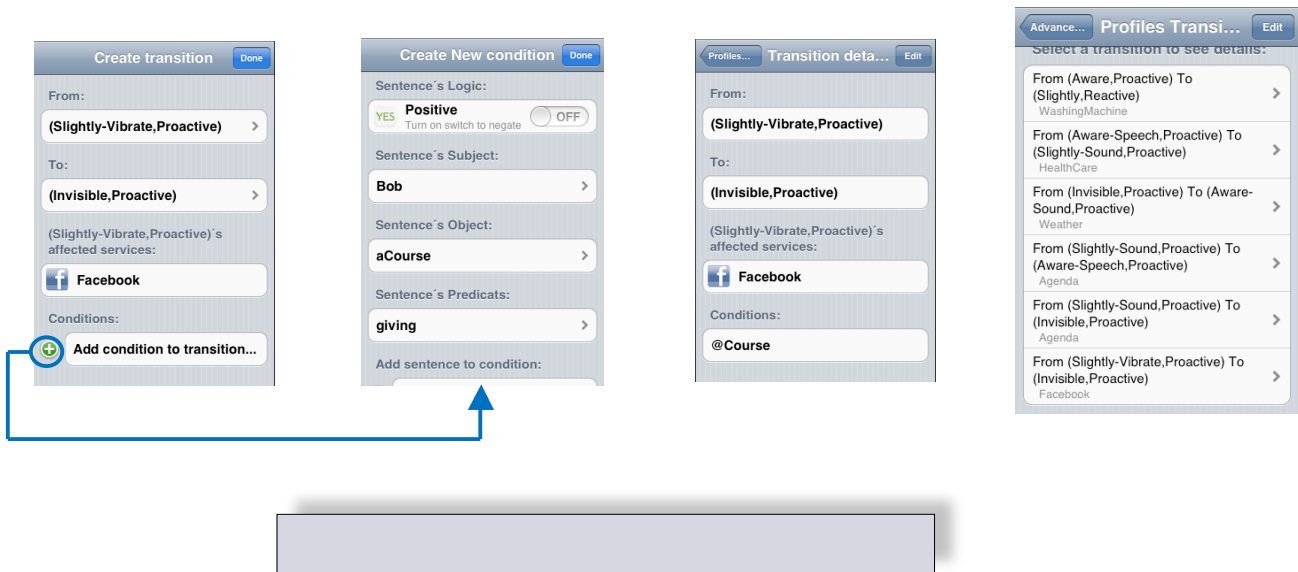 Create transition
Done
From:
(Slightly-Vibrate,Proactive)
To:
(Invisible,Proactive)
(Slightly-Vibrate,Proactive)´s
affected services:
Facebook
Conditions:
Add condition to transition...
Create New condition
Done
Sentence´s Logic:
YES
Positive
Turn on switch to negate
OFF
Sentence´s Subject:
Bob
Sentence´s Object:
aCourse
Sentence´s Predicats:
giving
Add sentence to condition:
Profiles...
Transition deta...
Edit
From:
(Slightly-Vibrate,Proactive)
To:
(Invisible,Proactive)
(Slightly-Vibrate,Proactive)´s
affected services:
Facebook
Conditions:
@Course
Advance...
Profiles Transi...
Edit
Select a transition to see details:
From (Aware,Proactive) To
(Slightly,Reactive)
WashingMachine
From (Aware-Speech,Proactive) To
(Slightly-Sound,Proactive)
HealthCare
From (Invisible,Proactive) To (Aware-
Sound,Proactive)
Weather
From (Slightly-Sound,Proactive) To
(Aware-Speech,Proactive)
Agenda
From (Slightly-Sound,Proactive) To
(Invisible,Proactive)
Agenda
From (Slightly-Vibrate,Proactive) To
(Invisible,Proactive)
Facebook